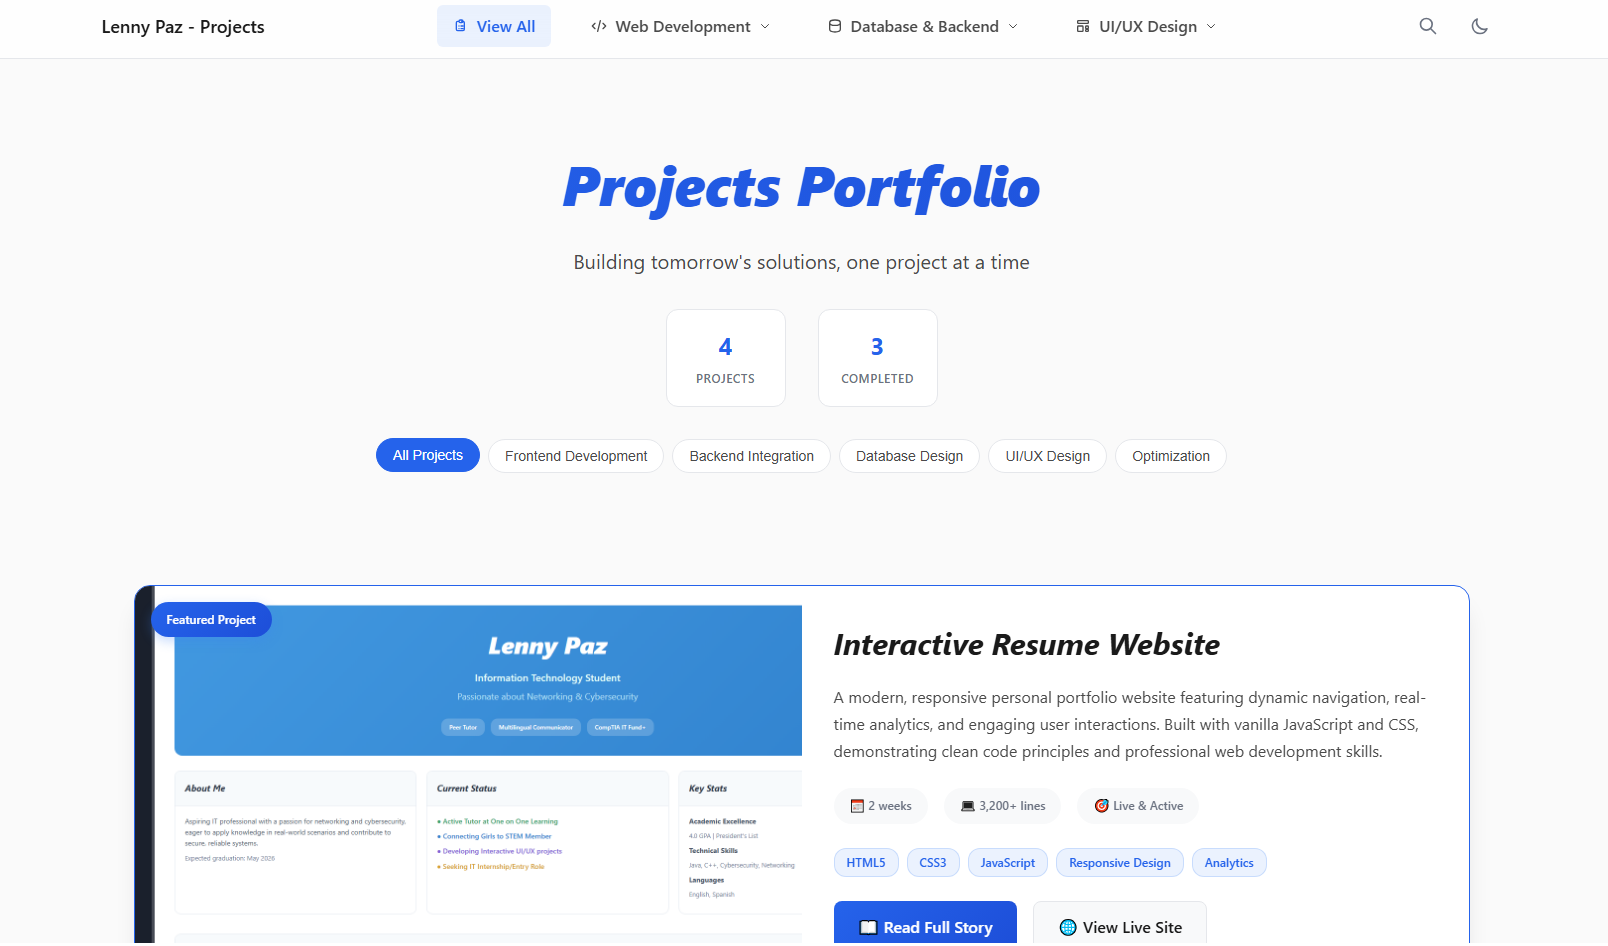 Lenny Paz - Projects
View All
Web Development
Database & Backend
UI/UX Design
Projects Portfolio
Building tomorrow's solutions, one project at a time
4
PROJECTS
3
COMPLETED
All Projects
Frontend Development
Backend Integration
Database Design
UI/UX Design
Optimization
Featured Project
Lenny Paz
Information Technology Student
Passionate about Networking & Cybersecurity
Peer Tutor
Multilingual Communicator
CompTIA IT Fund+
About Me
Aspiring IT professional with a passion for networking and cybersecurity,
eager to apply knowledge in real-world scenarios and contribute to
secure, reliable systems.
Expected graduation: May 2026
Current Status
• Active Tutor at One on One Learning
• Connecting Girls to STEM Member
• Developing Interactive UI/UX projects
• Seeking IT Internship/Entry Role
Key Stats
Academic Excellence
4.0 GPA | President's List
Technical Skills
Java, C++, Cybersecurity, Networking
Languages
English, Spanish
Interactive Resume Website
A modern, responsive personal portfolio website featuring dynamic navigation, real-
time analytics, and engaging user interactions. Built with vanilla JavaScript and CSS,
demonstrating clean code principles and professional web development skills.
2 weeks
3,200+ lines
Live & Active
HTML5
CSS3
JavaScript
Responsive Design
Analytics
Read Full Story
View Live Site